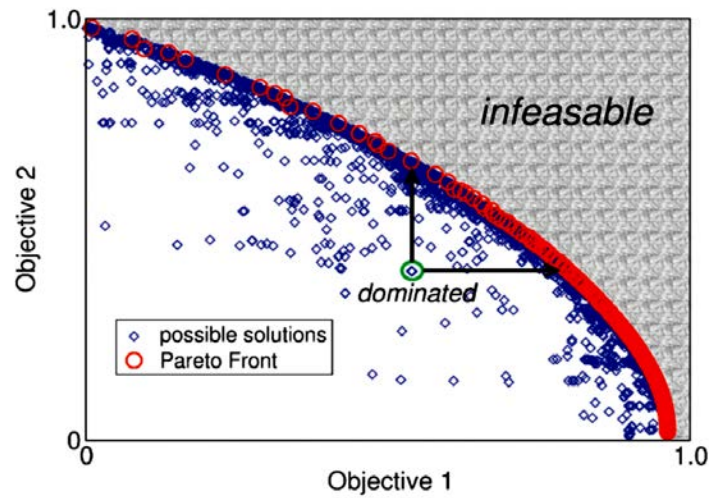 1.0
infeasable
Objective 2
dominated
possible solutions
Pareto Front
0
0
1.0
Objective 1